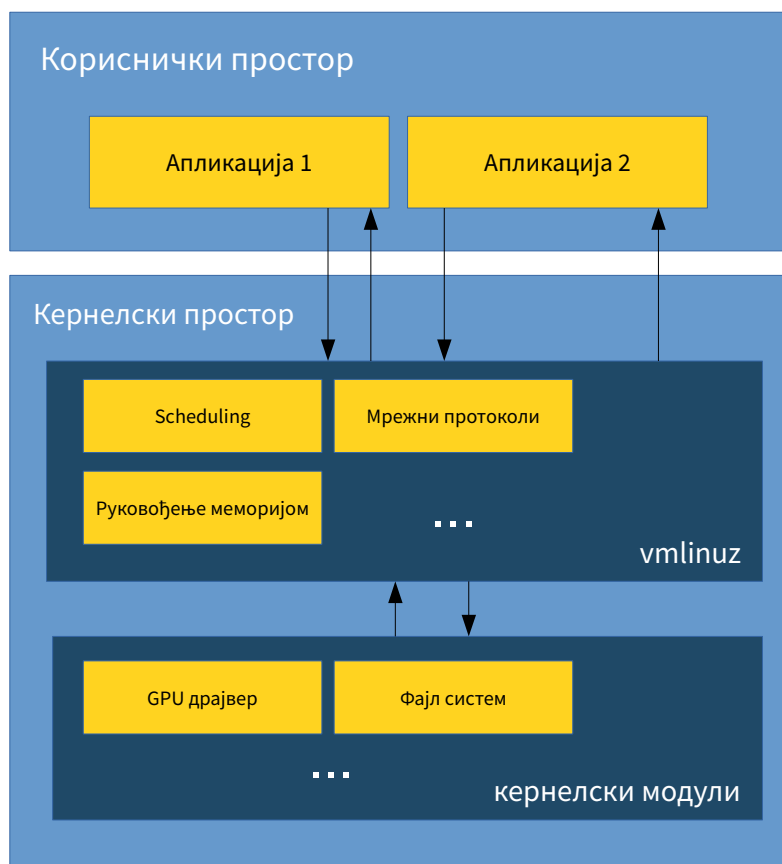 Кориснички простор
Апликација 1
Апликација 2
Кернелски простор
Scheduling
Мрежни протоколи
Руковођење меморијом
...
vmlinuz
GPU драјвер
Фајл систем
...
кернелски модули